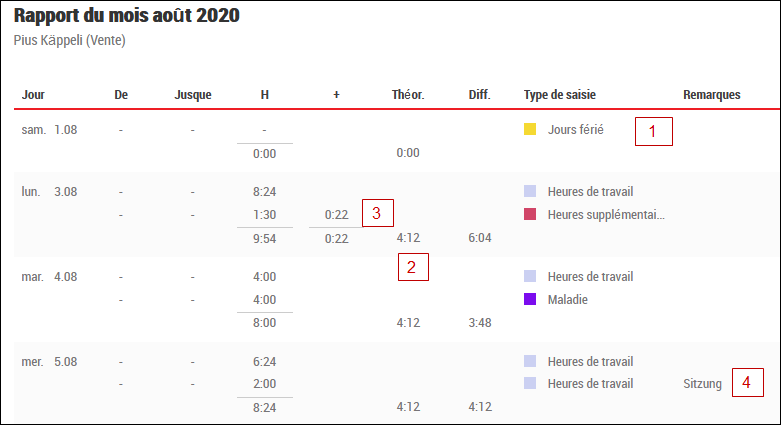 Rapport du mois août 2020
Pius Käppeli (Vente)
Jour De Jusque H + Théor. Diff. Type de saisie Remarques
sam. 1.08 - - - Jours férié 1
0:00 0:00
lun. 3.08 - - 8:24 Heures de travail
- - 1:30 0:22 3 Heures supplémentai...
9:54 0:22 4:12 6:04
2
mar. 4.08 - - 4:00 Heures de travail
- - 4:00 Maladie
8:00 4:12 3:48
mer. 5.08 - - 6:24 Heures de travail
- - 2:00 Heures de travail Sitzung 4
8:24 4:12 4:12